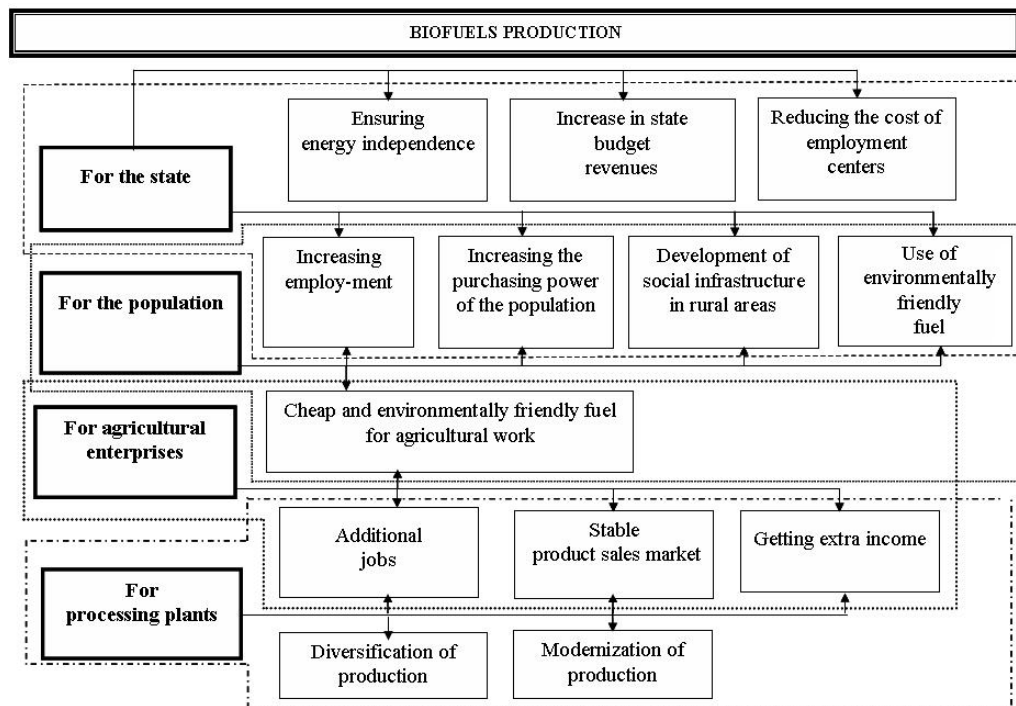 BIOFUELS PRODUCTION
Ensuring
energy independence
Increase in state
budget
revenues
Reducing the cost of
employment
centers
For the state
Increasing
employ-ment
Increasing the
purchasing power
of the population
Development of
social infrastructure
in rural areas
Use of
environmentally
friendly
fuel
For the population
Cheap and environmentally friendly fuel
for agricultural work
For agricultural
enterprises
Additional
jobs
Stable
product sales market
Getting extra income
For
processing plants
Diversification of
production
Modernization of
production